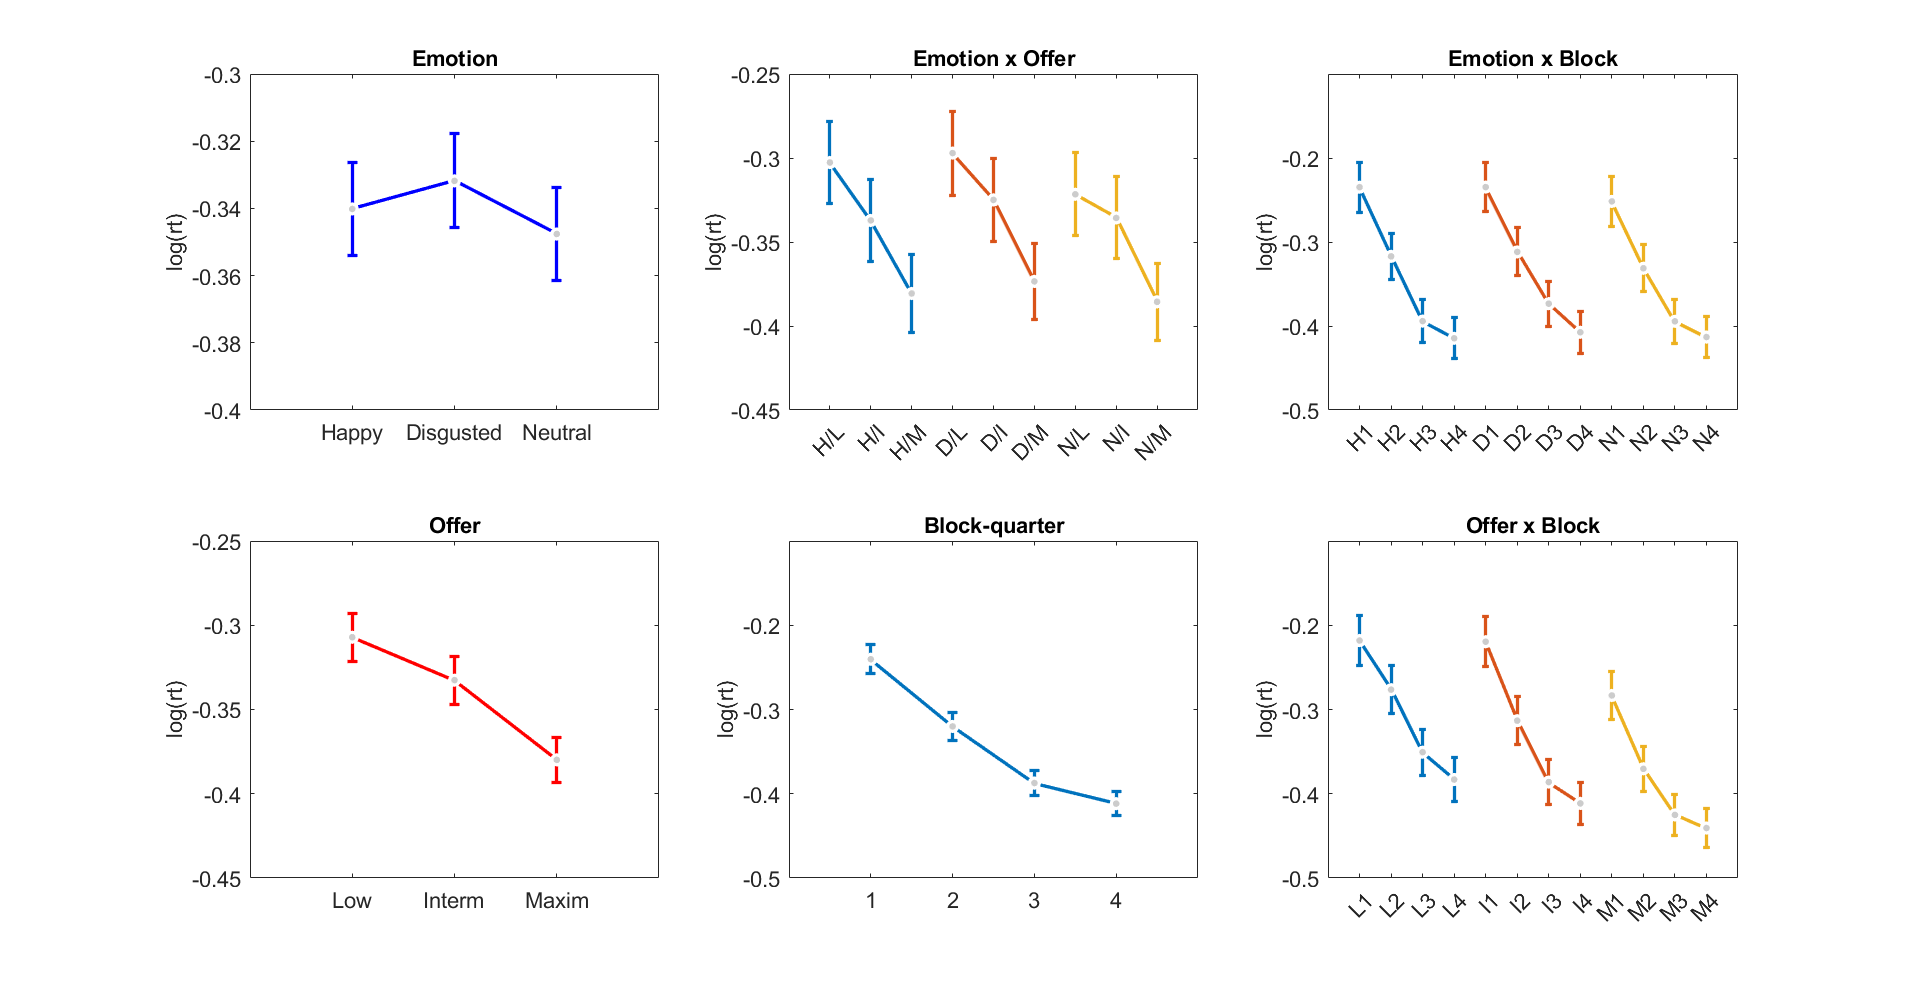 Emotion
-0.3
-0.32
-0.34
-0.36
-0.38
-0.4
log(rt)
Happy Disgusted Neutral
Emotion x Offer
-0.25
-0.3
-0.35
-0.4
-0.45
log(rt)
H/L H/I H/M D/L D/I D/M N/L N/I N/M
Emotion x Block
-0.2
-0.3
-0.4
-0.5
log(rt)
H1 H2 H3 H4 D1 D2 D3 D4 N1 N2 N3 N4
Offer
-0.25
-0.3
-0.35
-0.4
-0.45
log(rt)
Low Interm Maxim
Block-quarter
-0.2
-0.3
-0.4
-0.5
log(rt)
1 2 3 4
Offer x Block
-0.2
-0.3
-0.4
-0.5
log(rt)
L1 L2 L3 L4 I1 I2 I3 I4 M1 M2 M3 M4